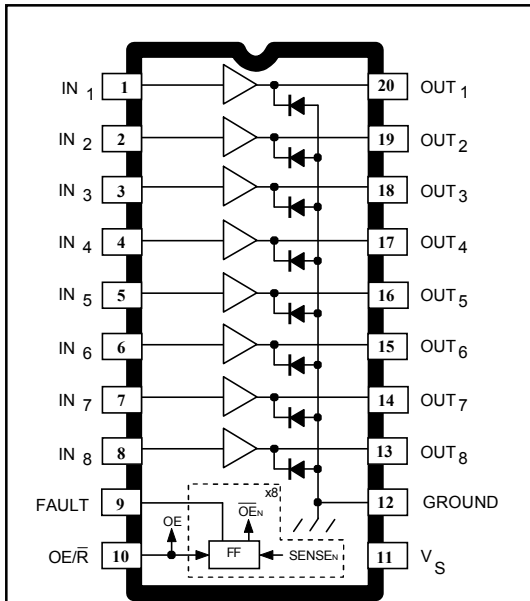 IN 1 1 20 OUT 1
IN 2 2 19 OUT 2
IN 3 3 18 OUT 3
IN 4 4 17 OUT 4
IN 5 5 16 OUT 5
IN 6 6 15 OUT 6
IN 7 7 14 OUT 7
IN 8 8 13 OUT 8
x8
FAULT 9 12 GROUND
OE O̅E̅N̅
OE/R̅ 10 FF SENSEN 11 VS